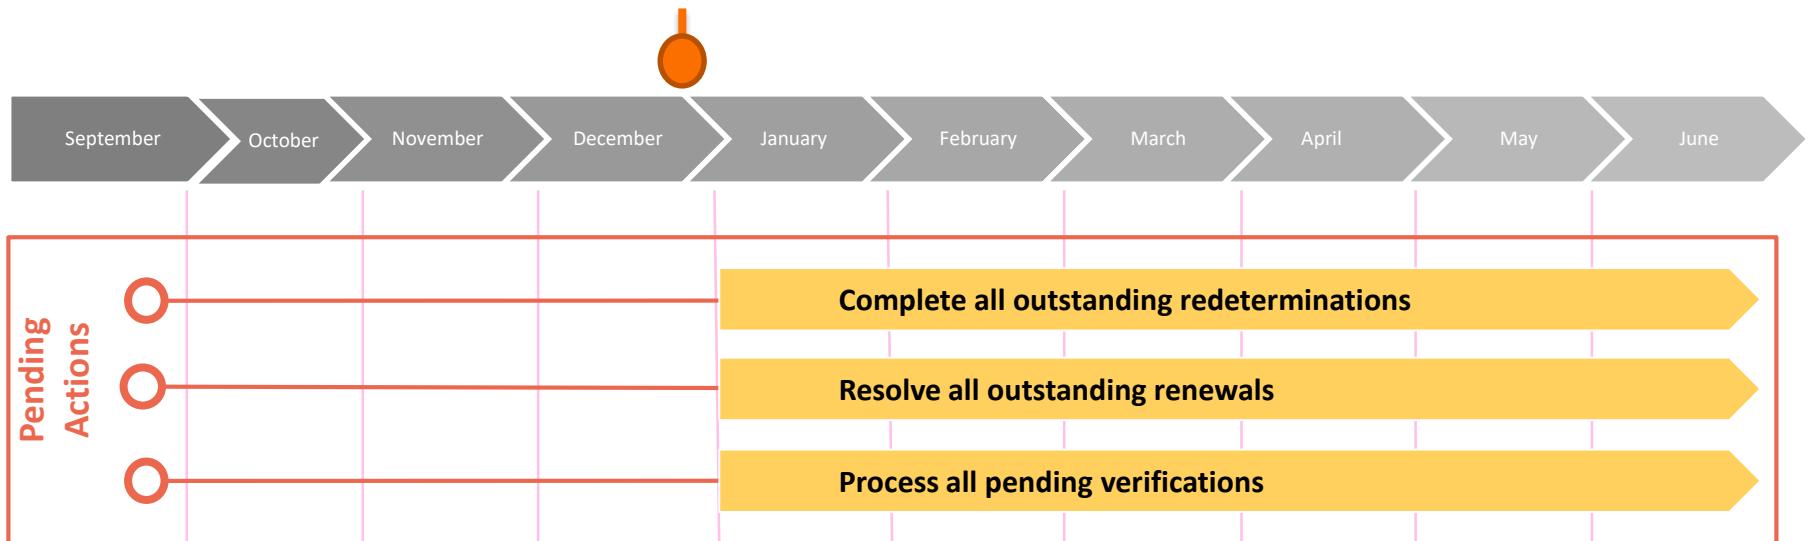 September
October
November
December
January
February
March
April
May
June
Pending
Actions
Complete all outstanding redeterminations
Resolve all outstanding renewals
Process all pending verifications